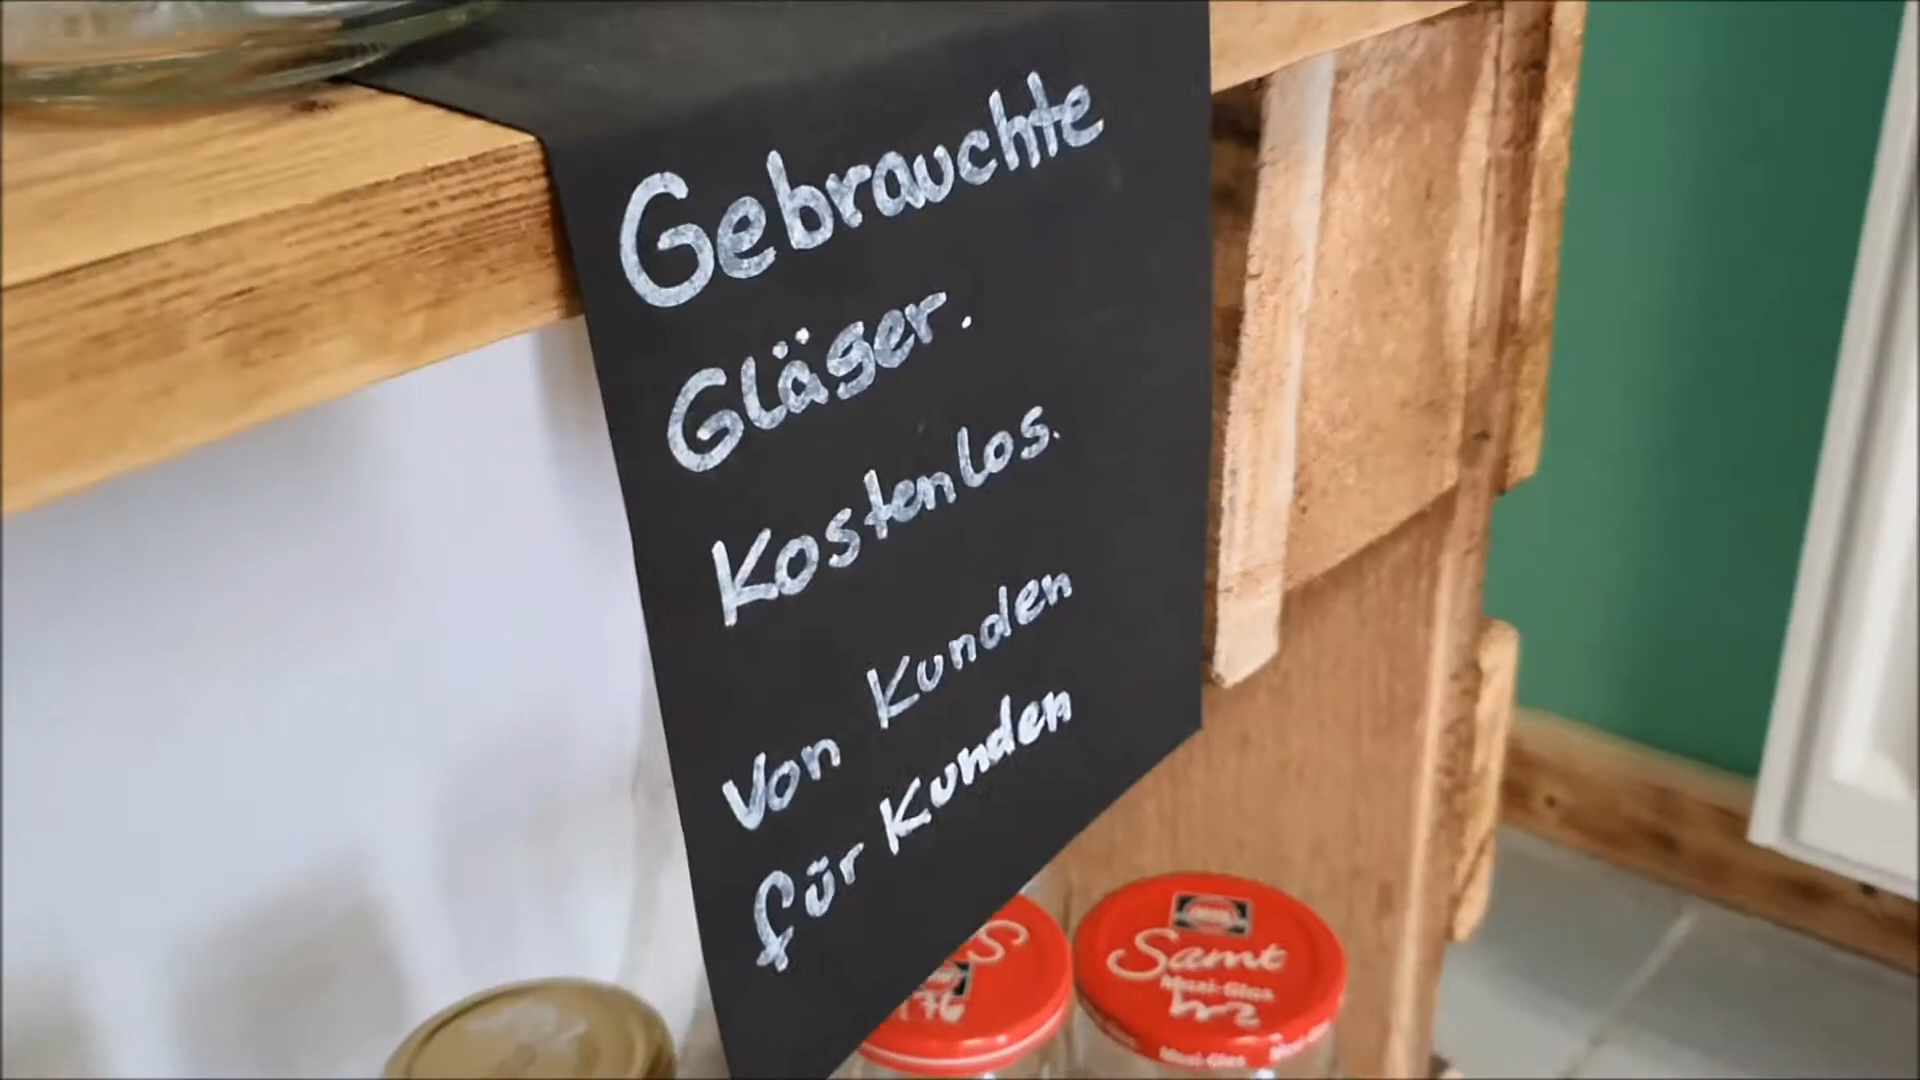 Gebrauchte
Gläser.
Kostenlos.
Von Kunden
für Kunden
Samt